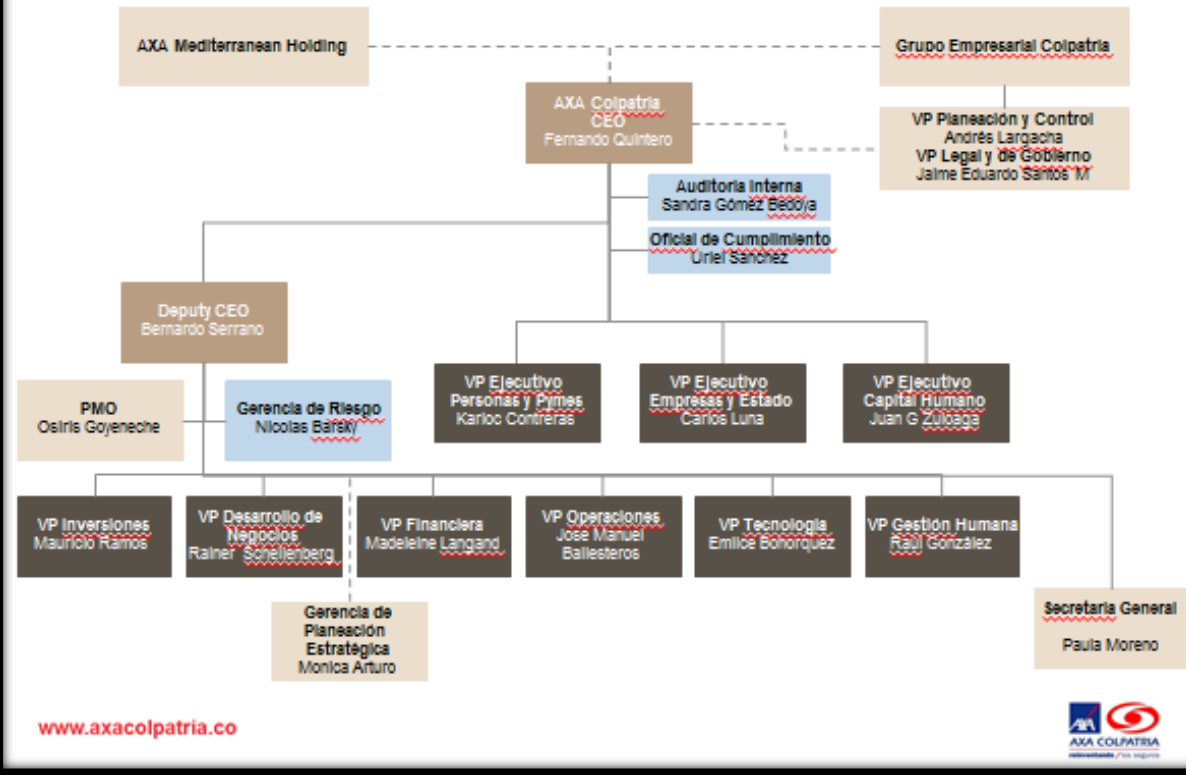 AXA Mediterranean Holding
Grupo Empresarial Colpatria
AXA Colpatria
CEO
Fernando Quintero
VP Planeación y Control
Andrés Largacha
VP Legal y de Gobierno
Jaime Eduardo Santos M
Auditoria Interna
Sandra Gómez Bedoya
Oficial de Cumplimiento
Uriel Sanchez
Deputy CEO
Bernardo Serrano
VP Ejecutivo
Personas y Pymes
Karloc Contreras
VP Ejecutivo
Empresas y Estado
Carlos Luna
VP Ejecutivo
Capital Humano
Juan G Zuloaga
PMO
Osiris Goyeneche
Gerencia de Riesgo
Nicolas Barsky
VP Inversiones
Mauricio Ramos
VP Desarrollo de
Negocios
Rainer Schellenberg
VP Financiera
Madeleine Langand
VP Operaciones
Jose Manuel
Ballesteros
VP Tecnologia
Emilce Bohorquez
VP Gestión Humana
Raúl González
Gerencia de
Planeación
Estratégica
Monica Arturo
Secretaria General
Paula Moreno
www.axacolpatria.co
AXA
AXA COLPATRIA
reinventando / los seguros